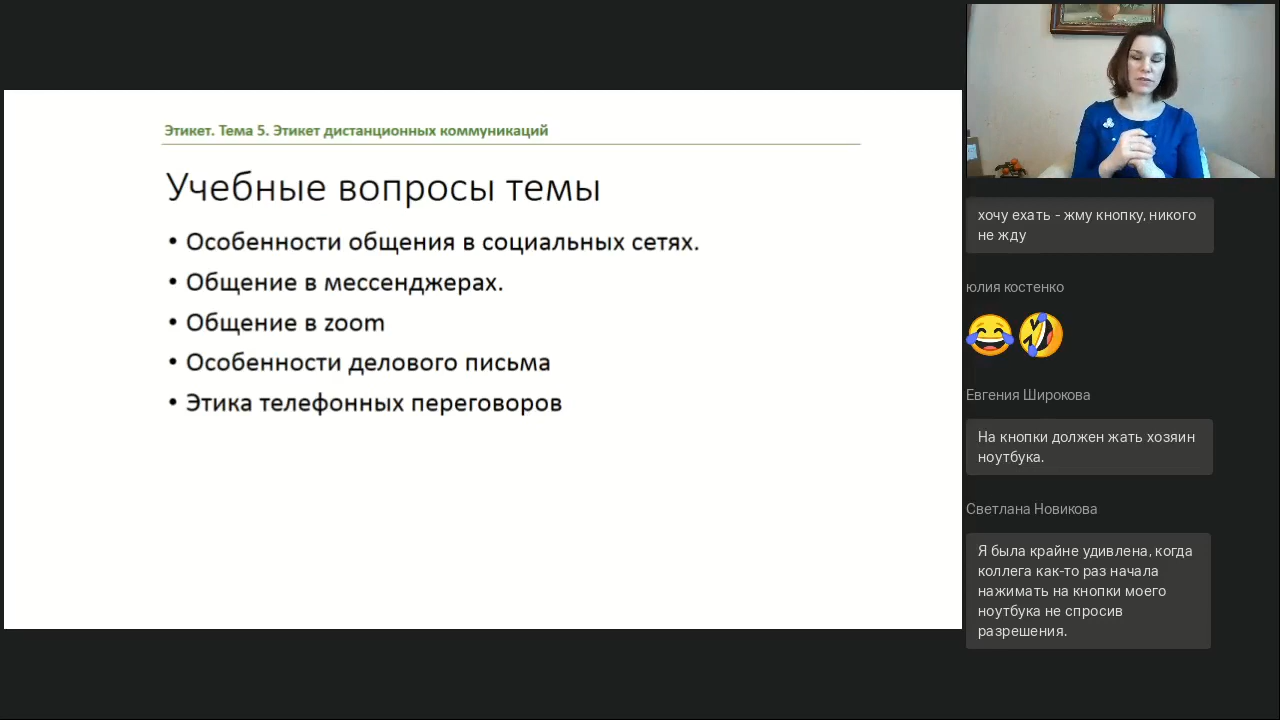 Этикет. Тема 5. Этикет дистанционных коммуникаций
Учебные вопросы темы
• Особенности общения в социальных сетях.
• Общение в мессенджерах.
• Общение в zoom
• Особенности делового письма
• Этика телефонных переговоров
хочу ехать - жму кнопку, никого
не жду
юлия костенко
Евгения Широкова
На кнопки должен жать хозяин
ноутбука.
Светлана Новикова
Я была крайне удивлена, когда
коллега как-то раз начала
нажимать на кнопки моего
ноутбука не спросив
разрешения.